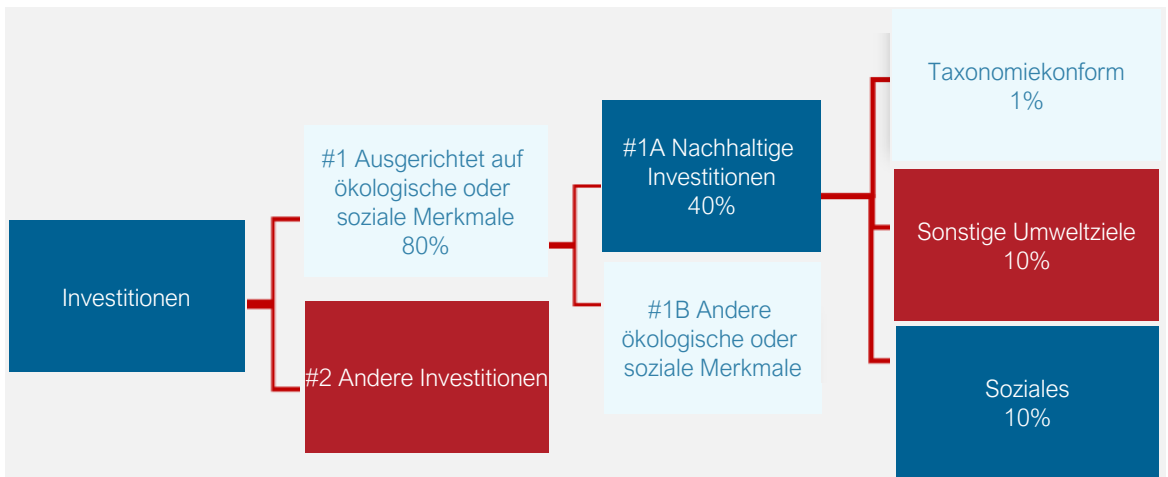 Investitionen
#1 Ausgerichtet auf
ökologische oder
soziale Merkmale
80%
#2 Andere Investitionen
#1A Nachhaltige
Investitionen
40%
#1B Andere
ökologische oder
soziale Merkmale
Taxonomiekonform
1%
Sonstige Umweltziele
10%
Soziales
10%